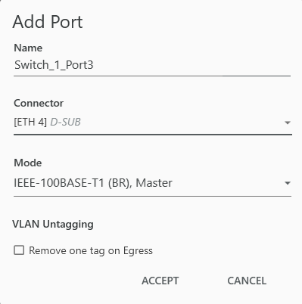 Add Port
Name
Switch_1_Port3
Connector
[ETH 4] D-SUB
Mode
IEEE-100BASE-T1 (BR), Master
VLAN Untagging
Remove one tag on Egress
ACCEPT CANCEL